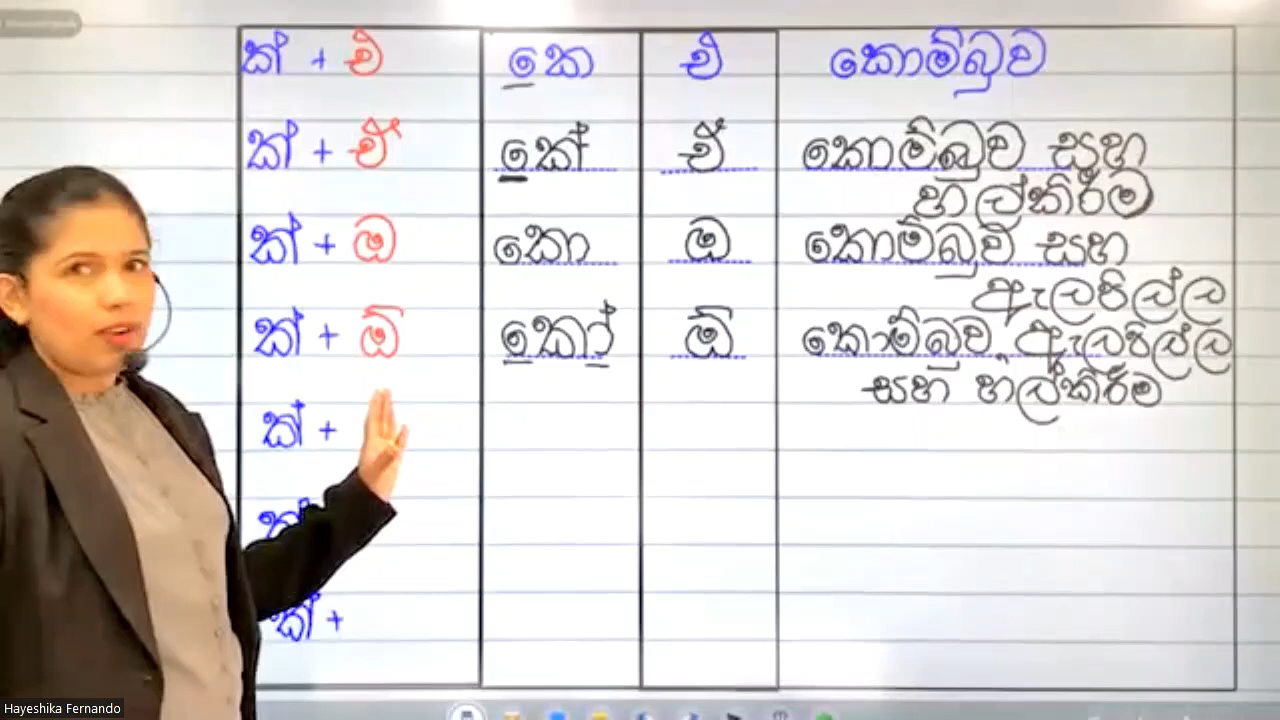 ක් + එ කෙ එ කොම්බුව
ක් + ඒ කේ ඒ කොම්බුව සහ
හල්කිරීම
ක් + ඔ කො ඔ කොම්බුව සහ
ඇලපිල්ල
ක් + ඕ කෝ ඕ කොම්බුව, ඇලපිල්ල
සහ හල්කිරීම
ක් +
ක්
ක් +
Hayeshika Fernando